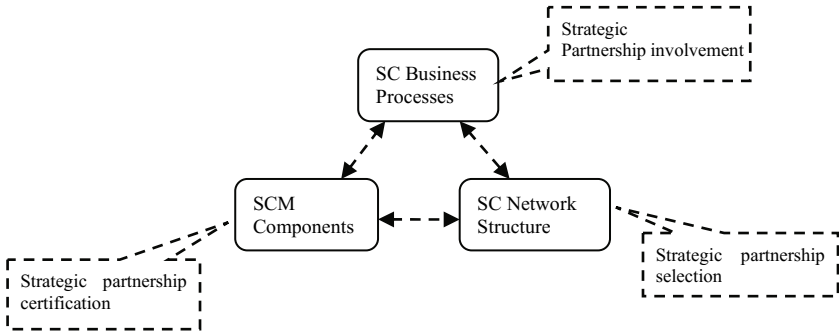 Strategic
Partnership involvement
SC Business
Processes
SCM
Components
SC Network
Structure
Strategic partnership
certification
Strategic partnership
selection